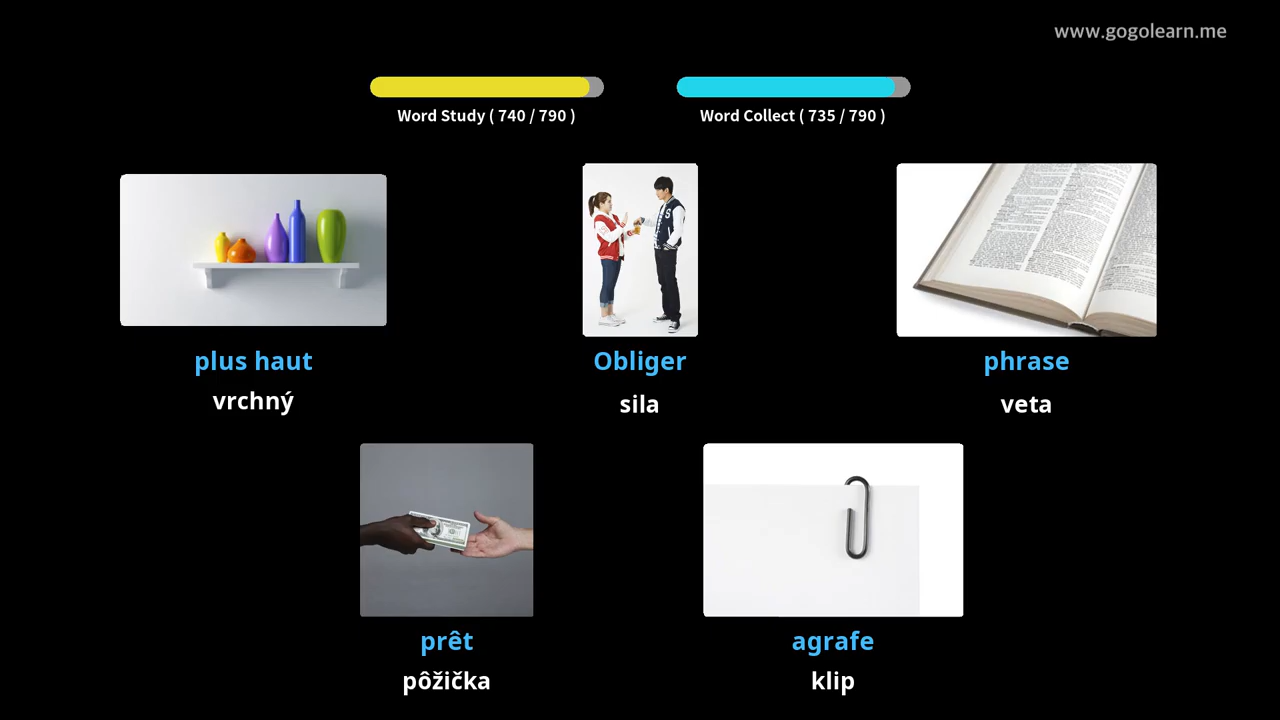 www.gogolearn.me
Word Study ( 740 / 790 )
Word Collect ( 735 / 790 )
plus haut
vrchný
Obliger
sila
phrase
veta
prêt
pôžička
agrafe
klip